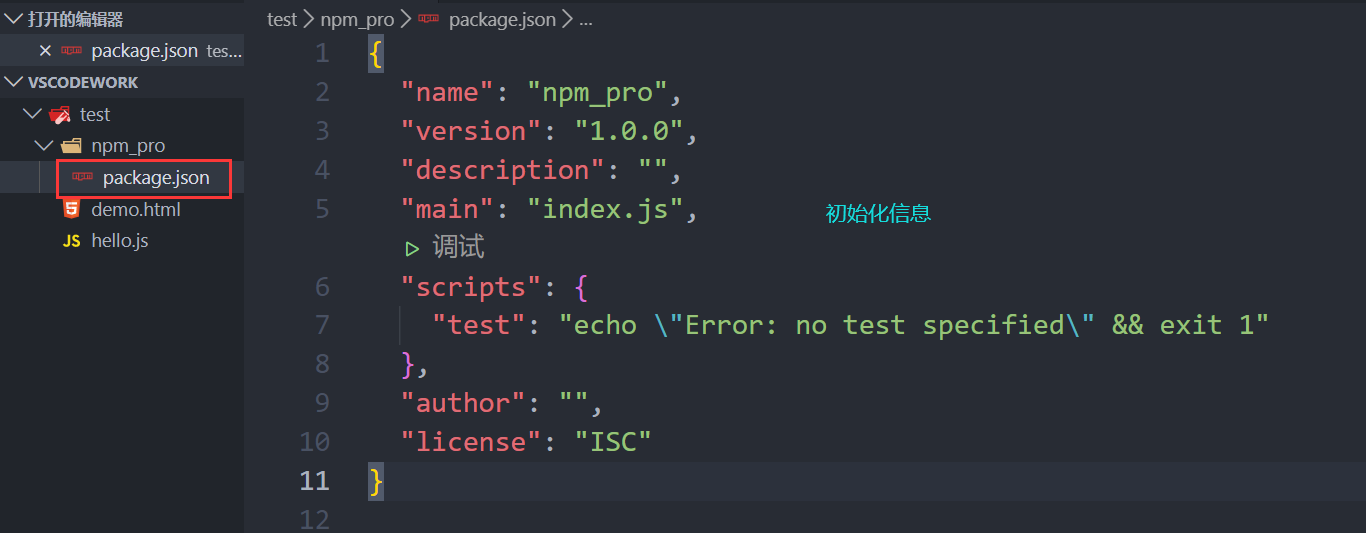 打开的编辑器
package.json tes...
VSCODEWORK
test
npm_pro
package.json
demo.html
JS hello.js
test > npm_pro > package.json > ...
1 {
2 "name": "npm_pro",
3 "version": "1.0.0",
4 "description": "",
5 "main": "index.js",
初始化信息
调试
6 "scripts": {
7 "test": "echo \"Error: no test specified\" && exit 1"
8 },
9 "author": "",
10 "license": "ISC"
11 }
12